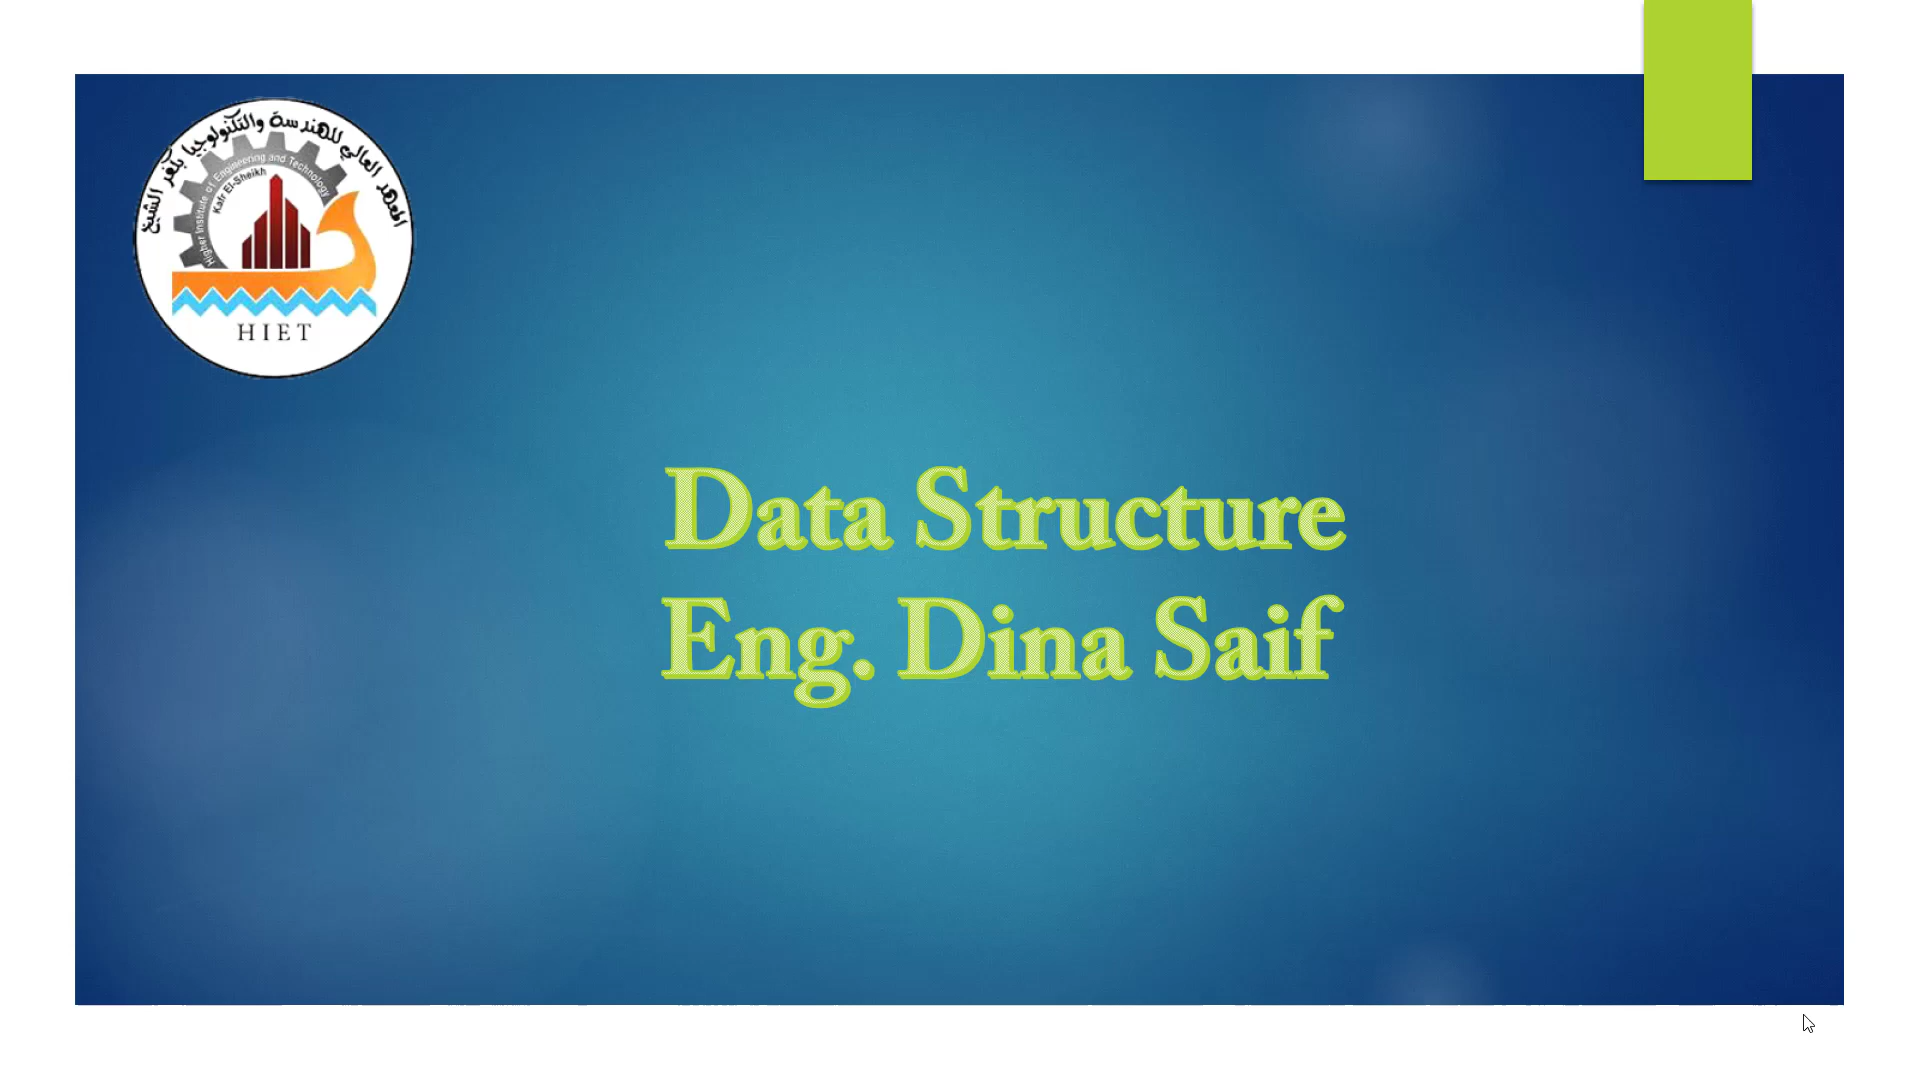 المعهد العالي للهندسة والتكنولوجيا بكفر الشيخ
Higher Institute of Engineering and Technology
Kafr El-Sheikh
HIET
Data Structure
Eng. Dina Saif